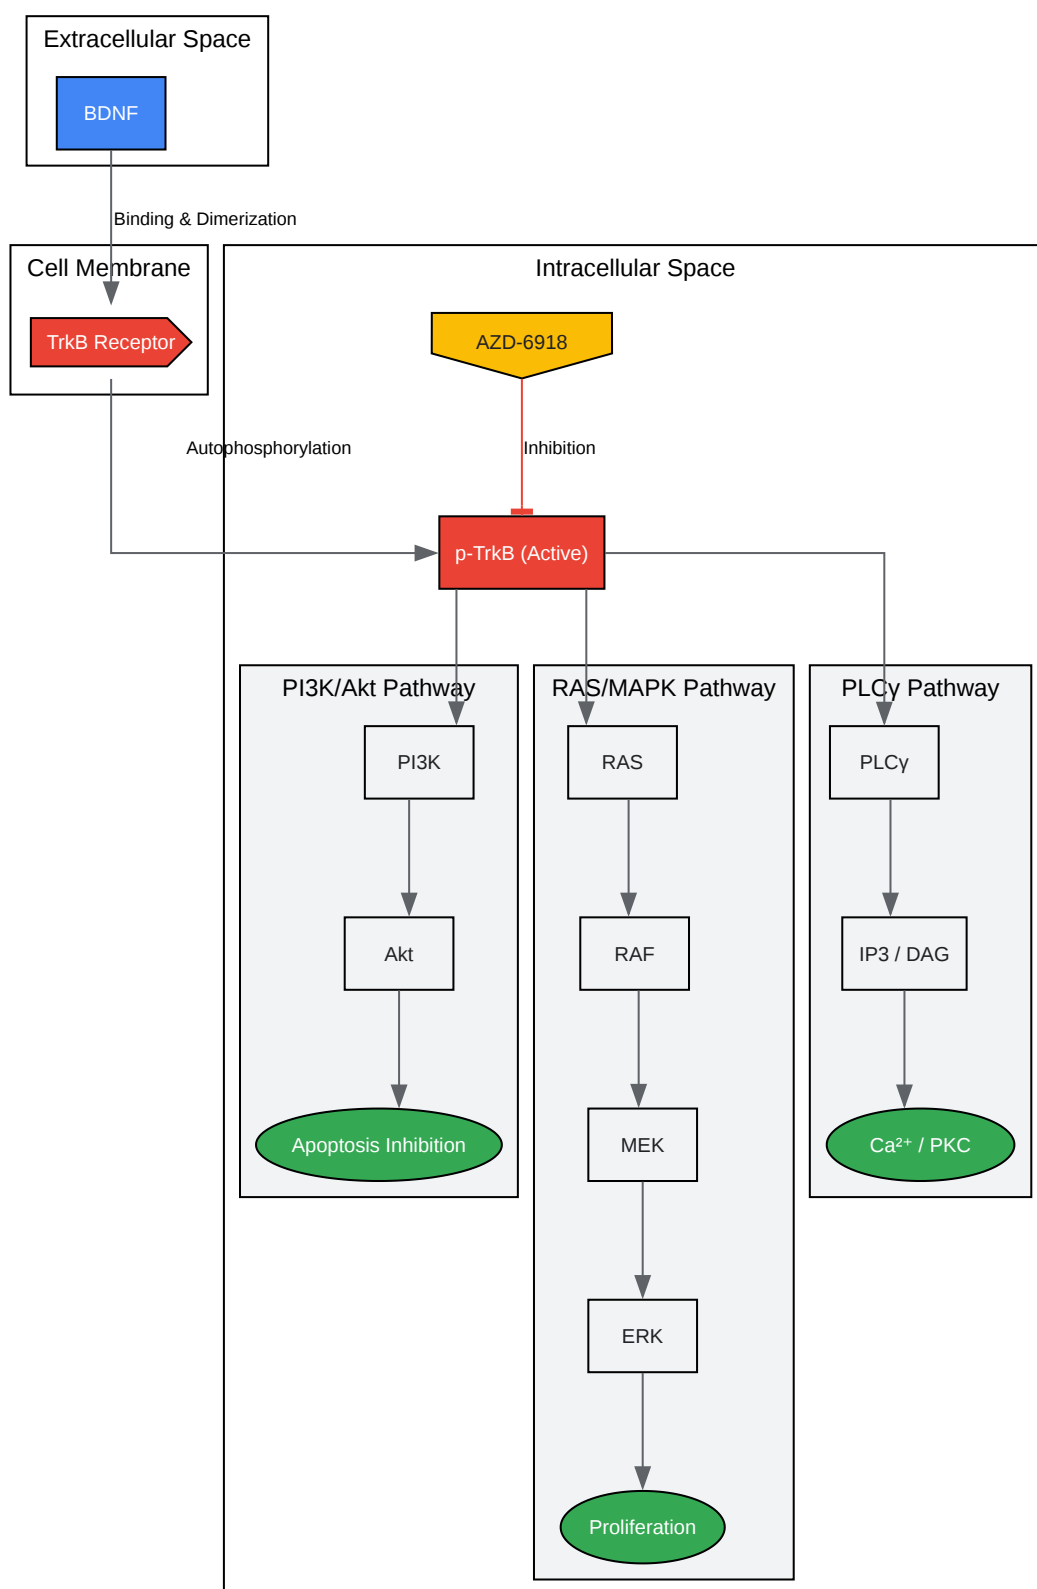 Extracellular Space
BDNF
Binding & Dimerization
Cell Membrane
Intracellular Space
TrkB Receptor
AZD-6918
Autophosphorylation
Inhibition
p-TrkB (Active)
PI3K/Akt Pathway
RAS/MAPK Pathway
PLCγ Pathway
PI3K
RAS
PLCγ
Akt
RAF
IP3 / DAG
Apoptosis Inhibition
MEK
Ca²⁺ / PKC
ERK
Proliferation